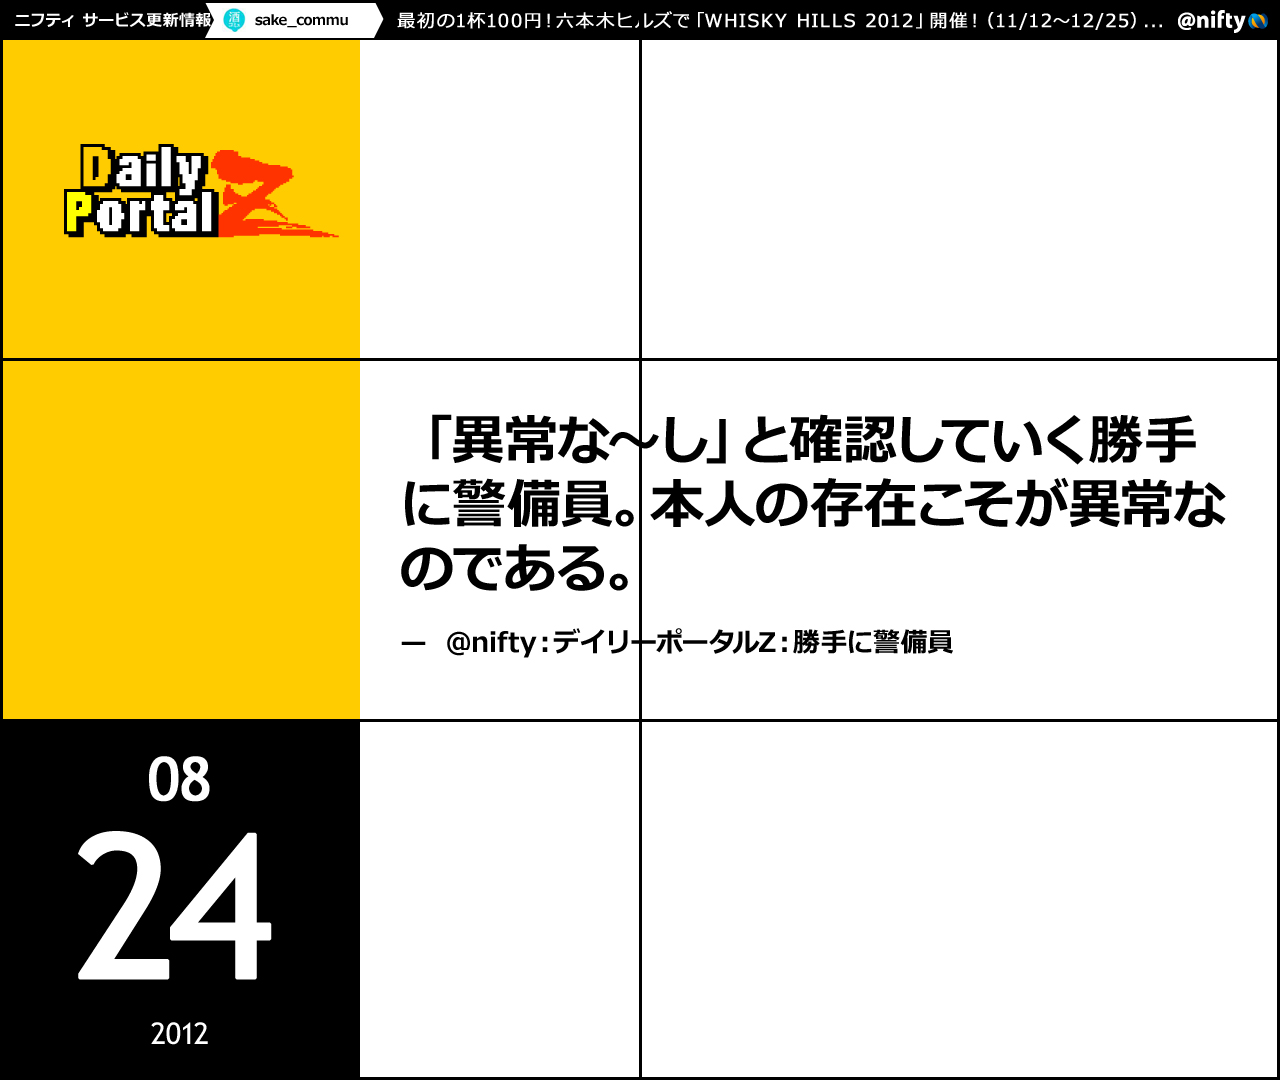 ニフティ サービス更新情報 sake_commu 最初の1杯100円！六本木ヒルズで「WHISKY HILLS 2012」開催！（11/12〜12/25）... @nifty
Daily
Portal Z
「異常な〜し」と確認していく勝手
に警備員。本人の存在こそが異常な
のである。
— @nifty：デイリーポータルZ：勝手に警備員
08
24
2012